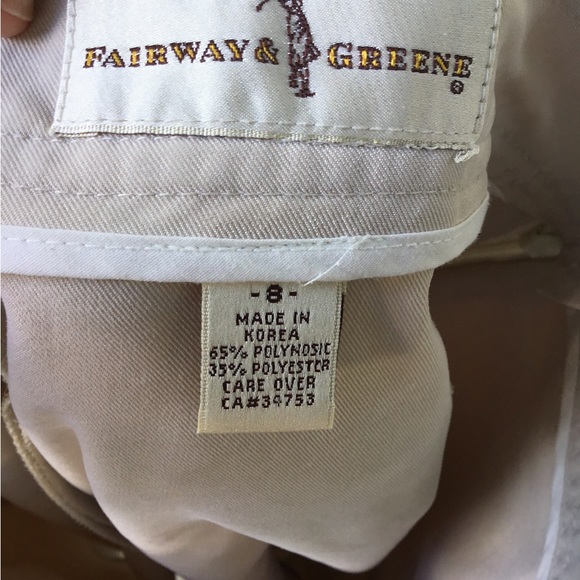 FAIRWAY & GREENE ®
- 8 -
MADE IN
KOREA
65% POLYNOSIC
35% POLYESTER
CARE OVER
CA#34753